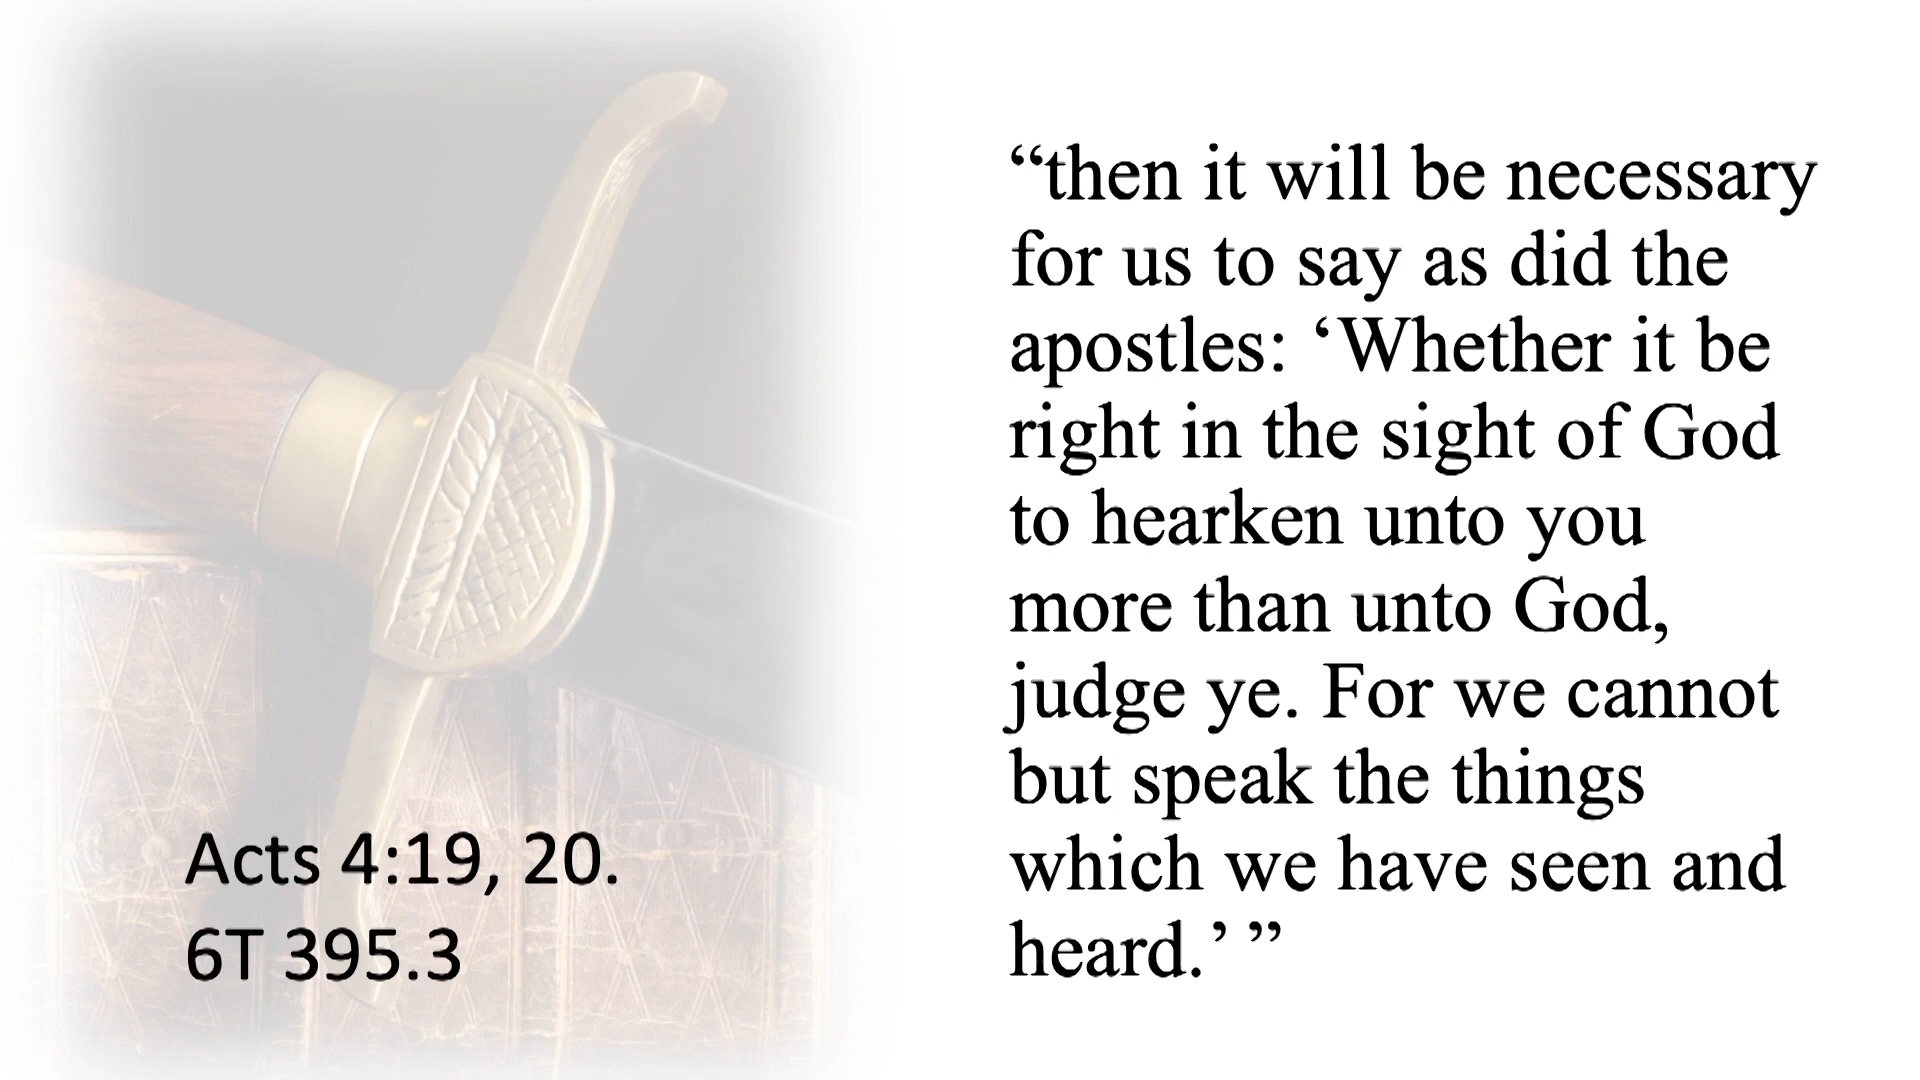 “then it will be necessary
for us to say as did the
apostles: ‘Whether it be
right in the sight of God
to hearken unto you
more than unto God,
judge ye. For we cannot
but speak the things
which we have seen and
heard.’ ”
Acts 4:19, 20.
6T 395.3